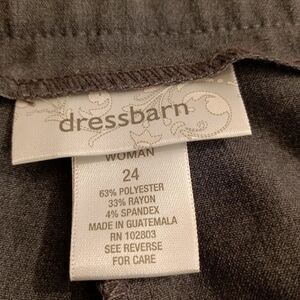 dressbarn
WOMAN
24
63% POLYESTER
33% RAYON
4% SPANDEX
MADE IN GUATEMALA
RN 102803
SEE REVERSE
FOR CARE